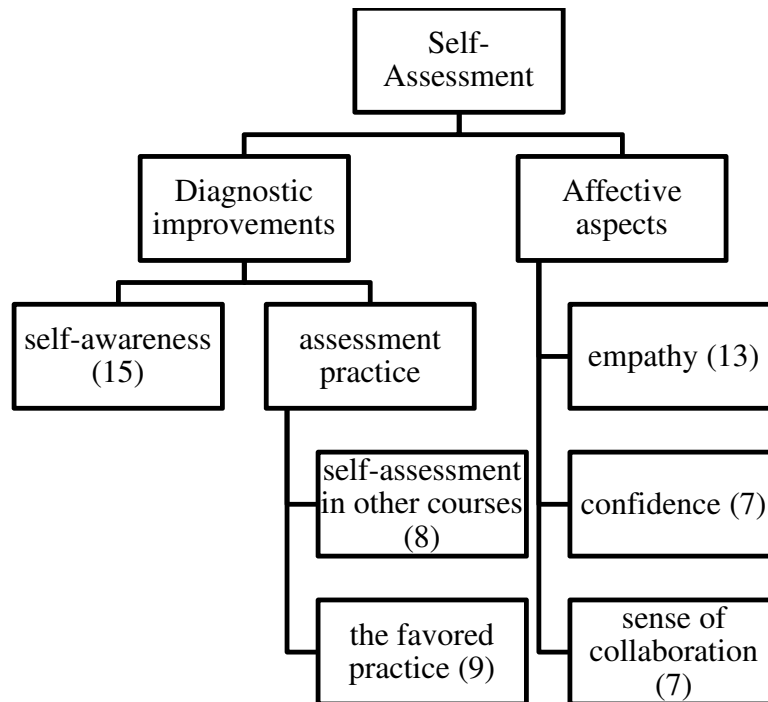 Self-
Assessment
Diagnostic
improvements
Affective
aspects
self-awareness
(15)
assessment
practice
empathy (13)
self-assessment
in other courses
(8)
confidence (7)
the favored
practice (9)
sense of
collaboration
(7)